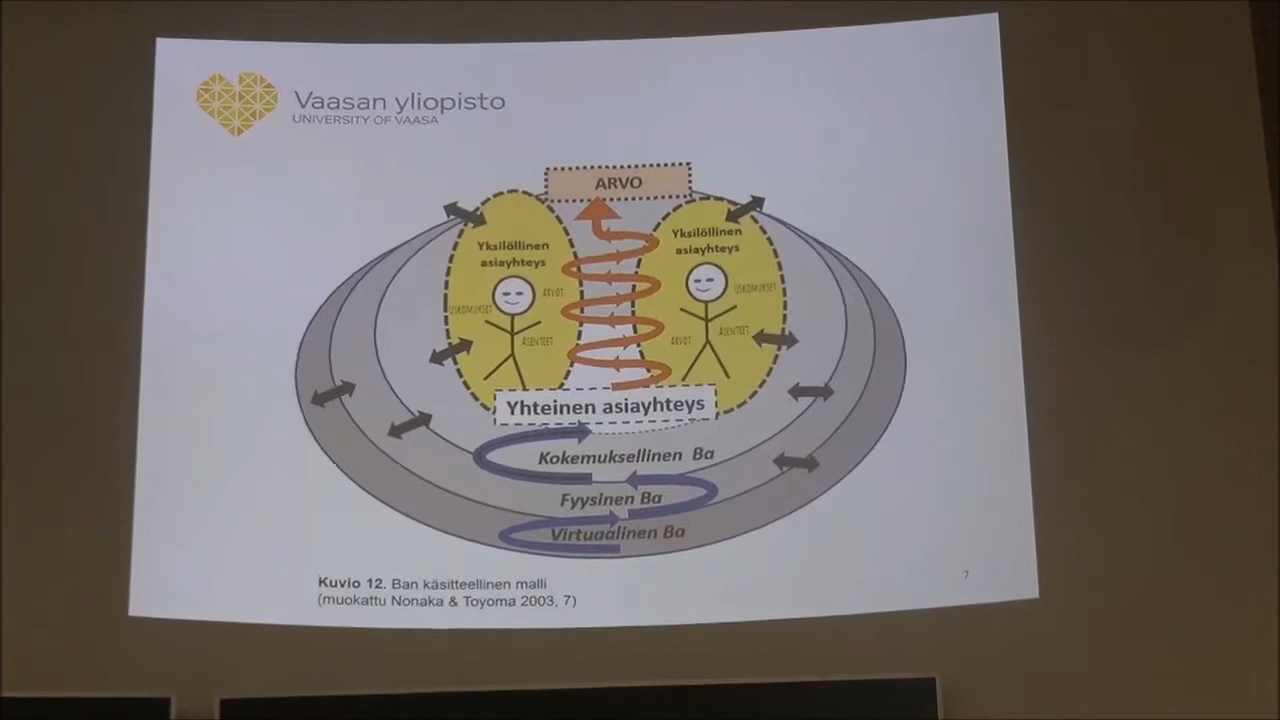 Vaasan yliopisto
UNIVERSITY OF VAASA
ARVO
Yksilöllinen
asiayhteys
ARVOT
USKOMUKSET
ASENTEET
Yksilöllinen
asiayhteys
USKOMUKSET
ASENTEET
ARVOT
Yhteinen asiayhteys
Kokemuksellinen Ba
Fyysinen Ba
Virtuaalinen Ba
Kuvio 12. Ban käsitteellinen malli
(muokattu Nonaka & Toyoma 2003, 7)
7